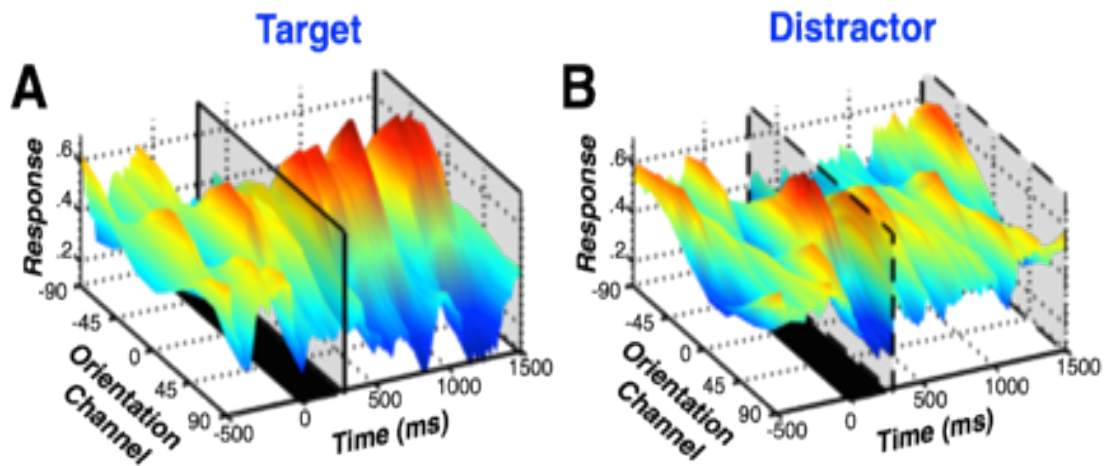 Target
Distractor
A
B
Response
.6
.4
.2
-90
-45
0
45
90
Orientation
Channel
-500
0
500
1000
1500
Time (ms)
Response
.6
.4
.2
-90
-45
0
45
90
Orientation
Channel
-500
0
500
1000
1500
Time (ms)